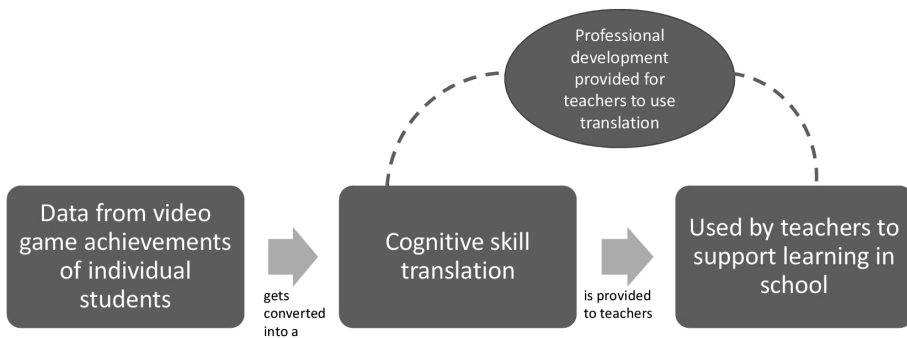 Professional
development
provided for
teachers to use
translation
Data from video
game achievements
of individual
students
gets
converted
into a
Cognitive skill
translation
is provided
to teachers
Used by teachers to
support learning in
school